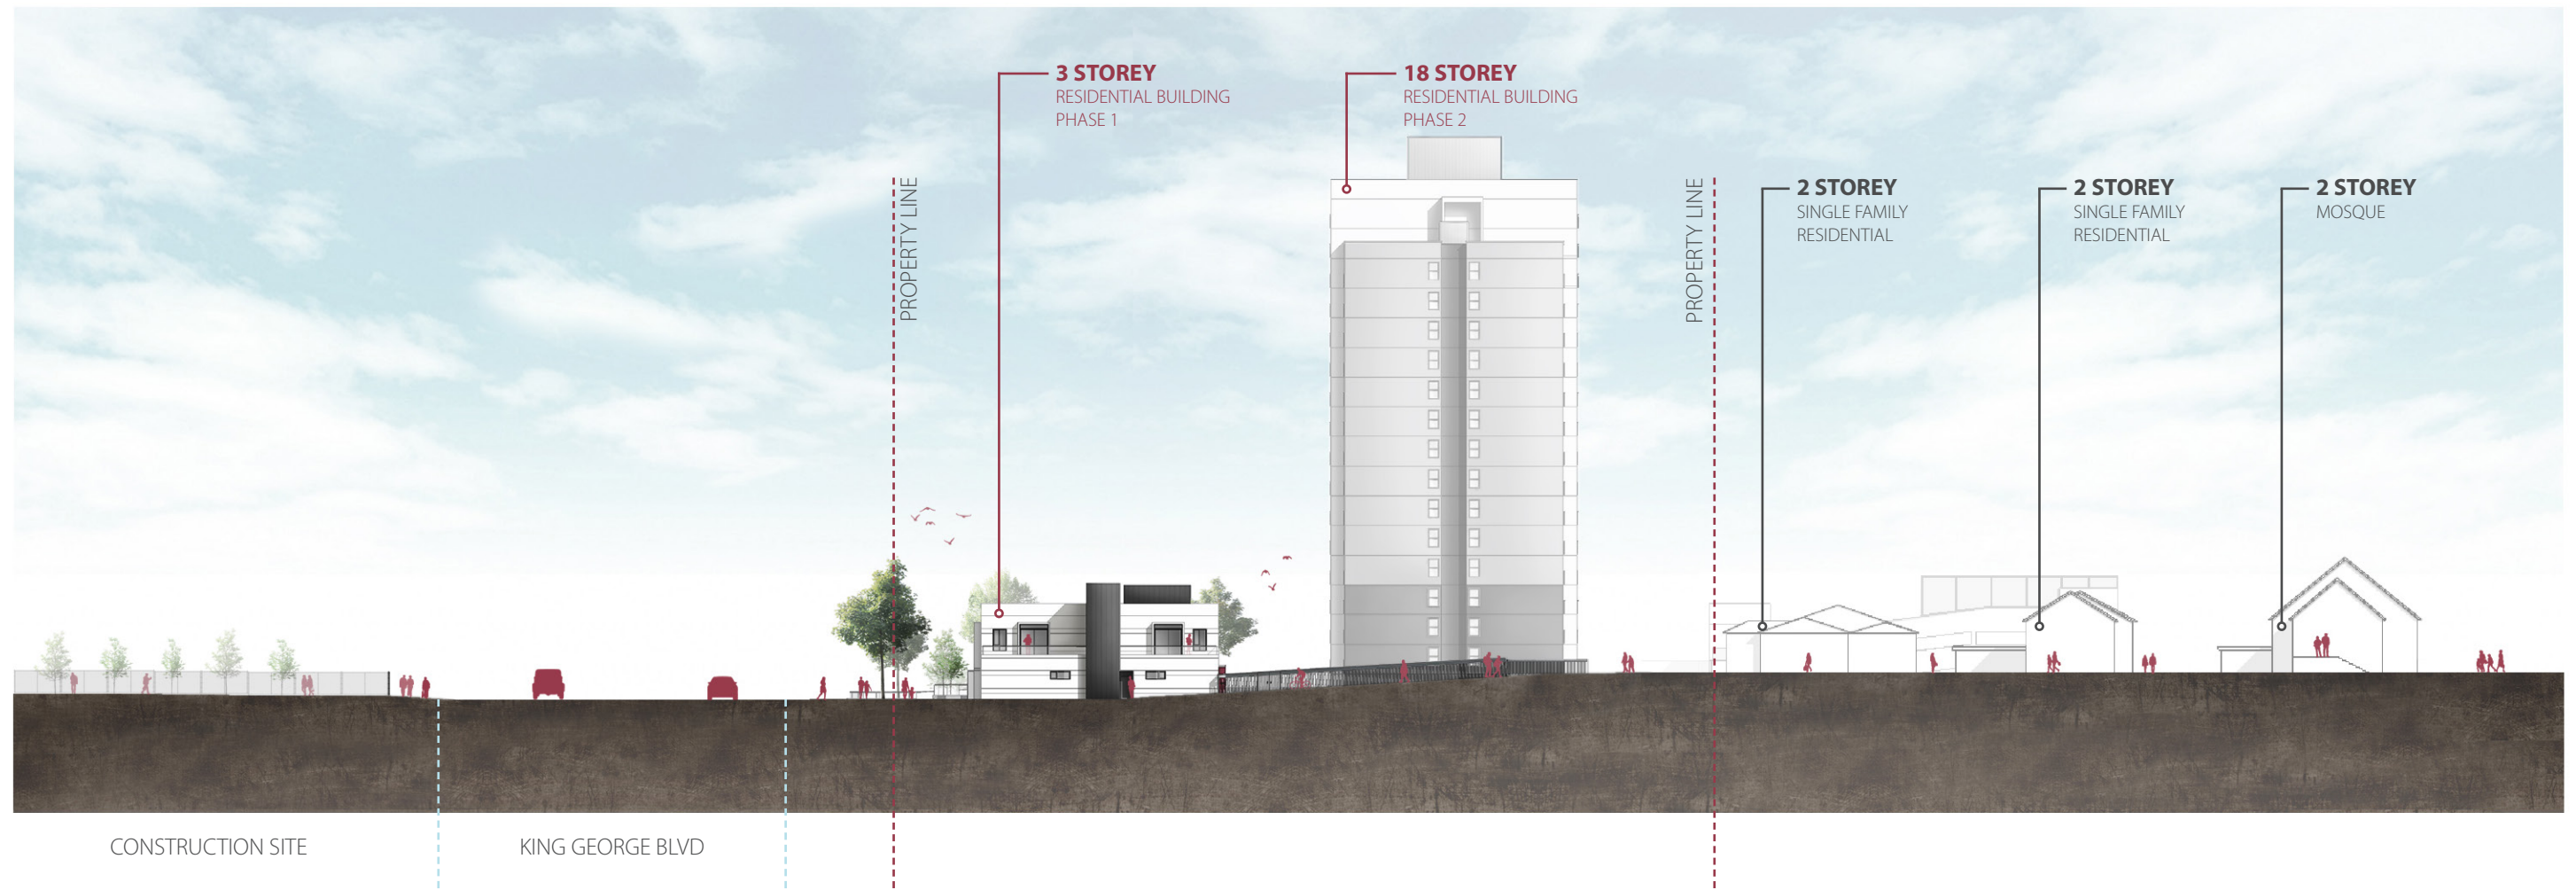 3 STOREY
RESIDENTIAL BUILDING
PHASE 1
18 STOREY
RESIDENTIAL BUILDING
PHASE 2
PROPERTY LINE
PROPERTY LINE
2 STOREY
SINGLE FAMILY
RESIDENTIAL
2 STOREY
SINGLE FAMILY
RESIDENTIAL
2 STOREY
MOSQUE
CONSTRUCTION SITE
KING GEORGE BLVD